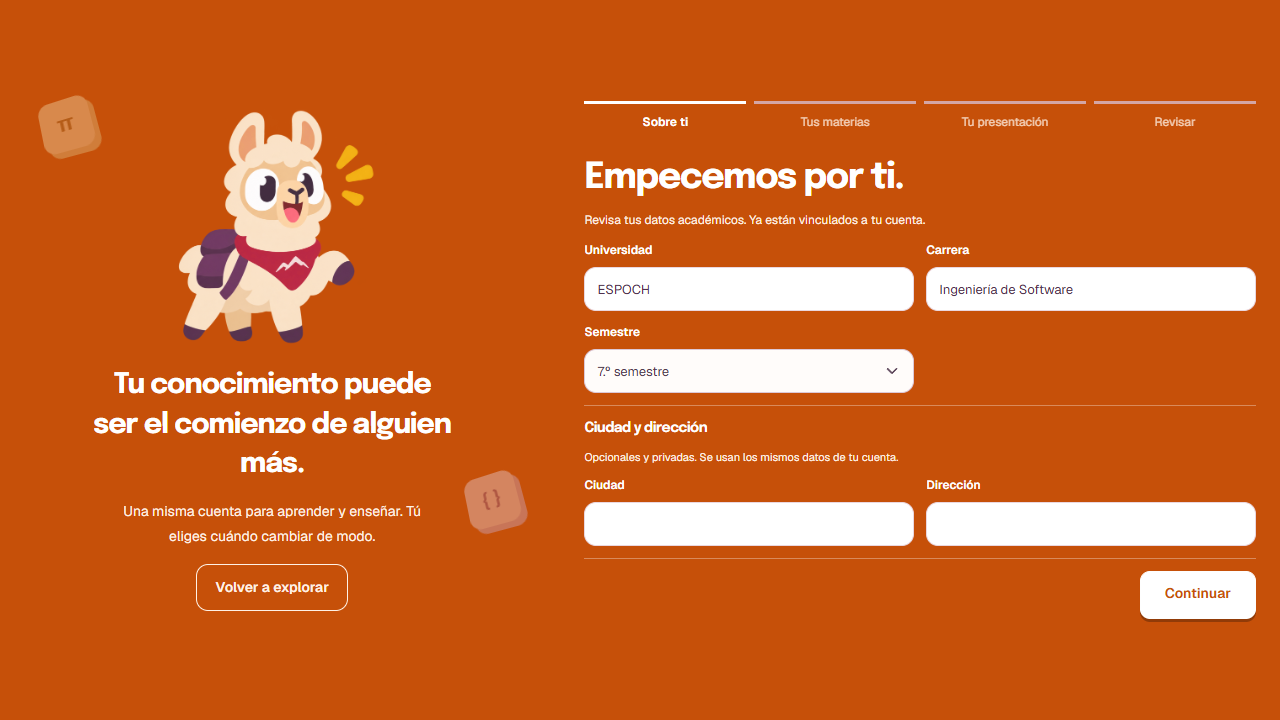 π
Tu conocimiento puede
ser el comienzo de alguien
más.
{ }
Una misma cuenta para aprender y enseñar. Tú
eliges cuándo cambiar de modo.
Volver a explorar
Sobre ti
Tus materias
Tu presentación
Revisar
Empecemos por ti.
Revisa tus datos académicos. Ya están vinculados a tu cuenta.
Universidad
Carrera
ESPOCH
Ingeniería de Software
Semestre
7.º semestre
Ciudad y dirección
Opcionales y privadas. Se usan los mismos datos de tu cuenta.
Ciudad
Dirección
Continuar